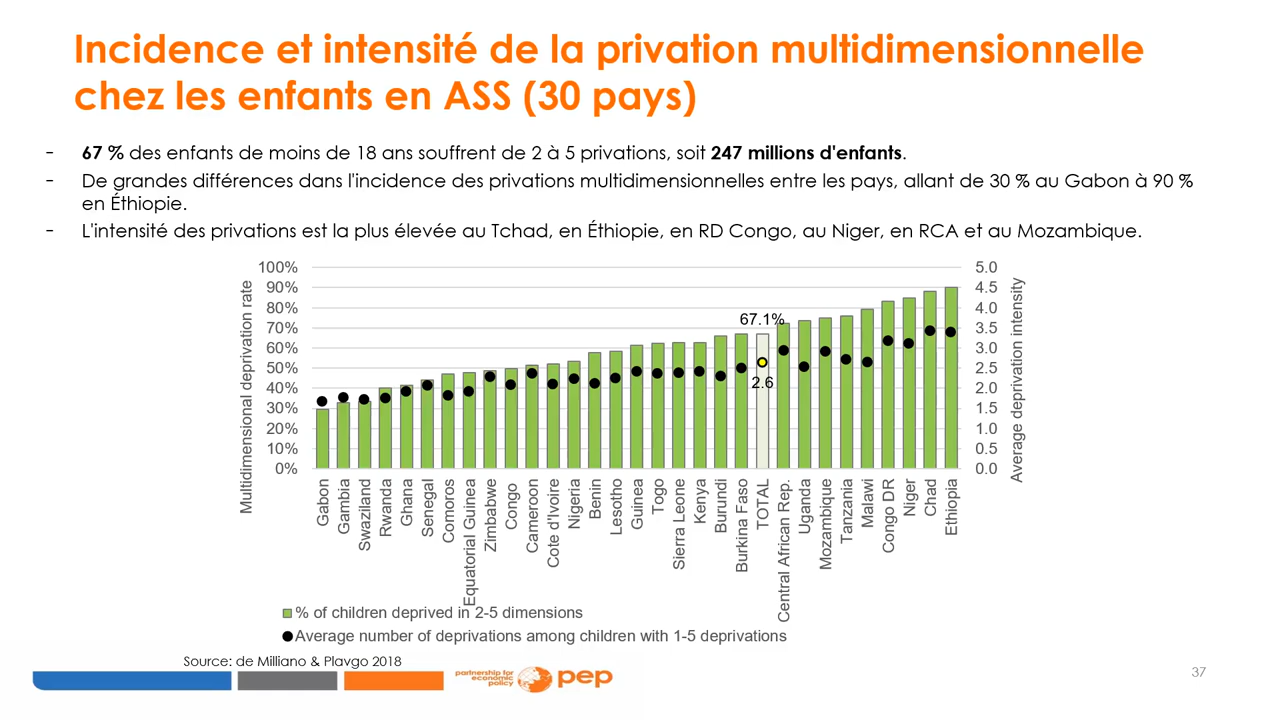 Incidence et intensité de la privation multidimensionnelle
chez les enfants en ASS (30 pays)
- 67 % des enfants de moins de 18 ans souffrent de 2 à 5 privations, soit 247 millions d'enfants.
- De grandes différences dans l'incidence des privations multidimensionnelles entre les pays, allant de 30 % au Gabon à 90 %
en Éthiopie.
- L'intensité des privations est la plus élevée au Tchad, en Éthiopie, en RD Congo, au Niger, en RCA et au Mozambique.
Multidimensional deprivation rate
100%
90%
80%
70%
60%
50%
40%
30%
20%
10%
0%
67.1%
2.6
5.0
4.5
4.0
3.5
3.0
2.5
2.0
1.5
1.0
0.5
0.0
Average deprivation intensity
Gabon
Gambia
Swaziland
Rwanda
Ghana
Senegal
Comoros
Equatorial Guinea
Zimbabwe
Congo
Cameroon
Cote d'Ivoire
Nigeria
Benin
Lesotho
Guinea
Togo
Sierra Leone
Kenya
Burundi
Burkina Faso
TOTAL
Central African Rep.
Uganda
Mozambique
Tanzania
Malawi
Congo DR
Niger
Chad
Ethiopia
% of children deprived in 2-5 dimensions
Average number of deprivations among children with 1-5 deprivations
Source: de Milliano & Plavgo 2018
partnership for
economic
policy
pep
37